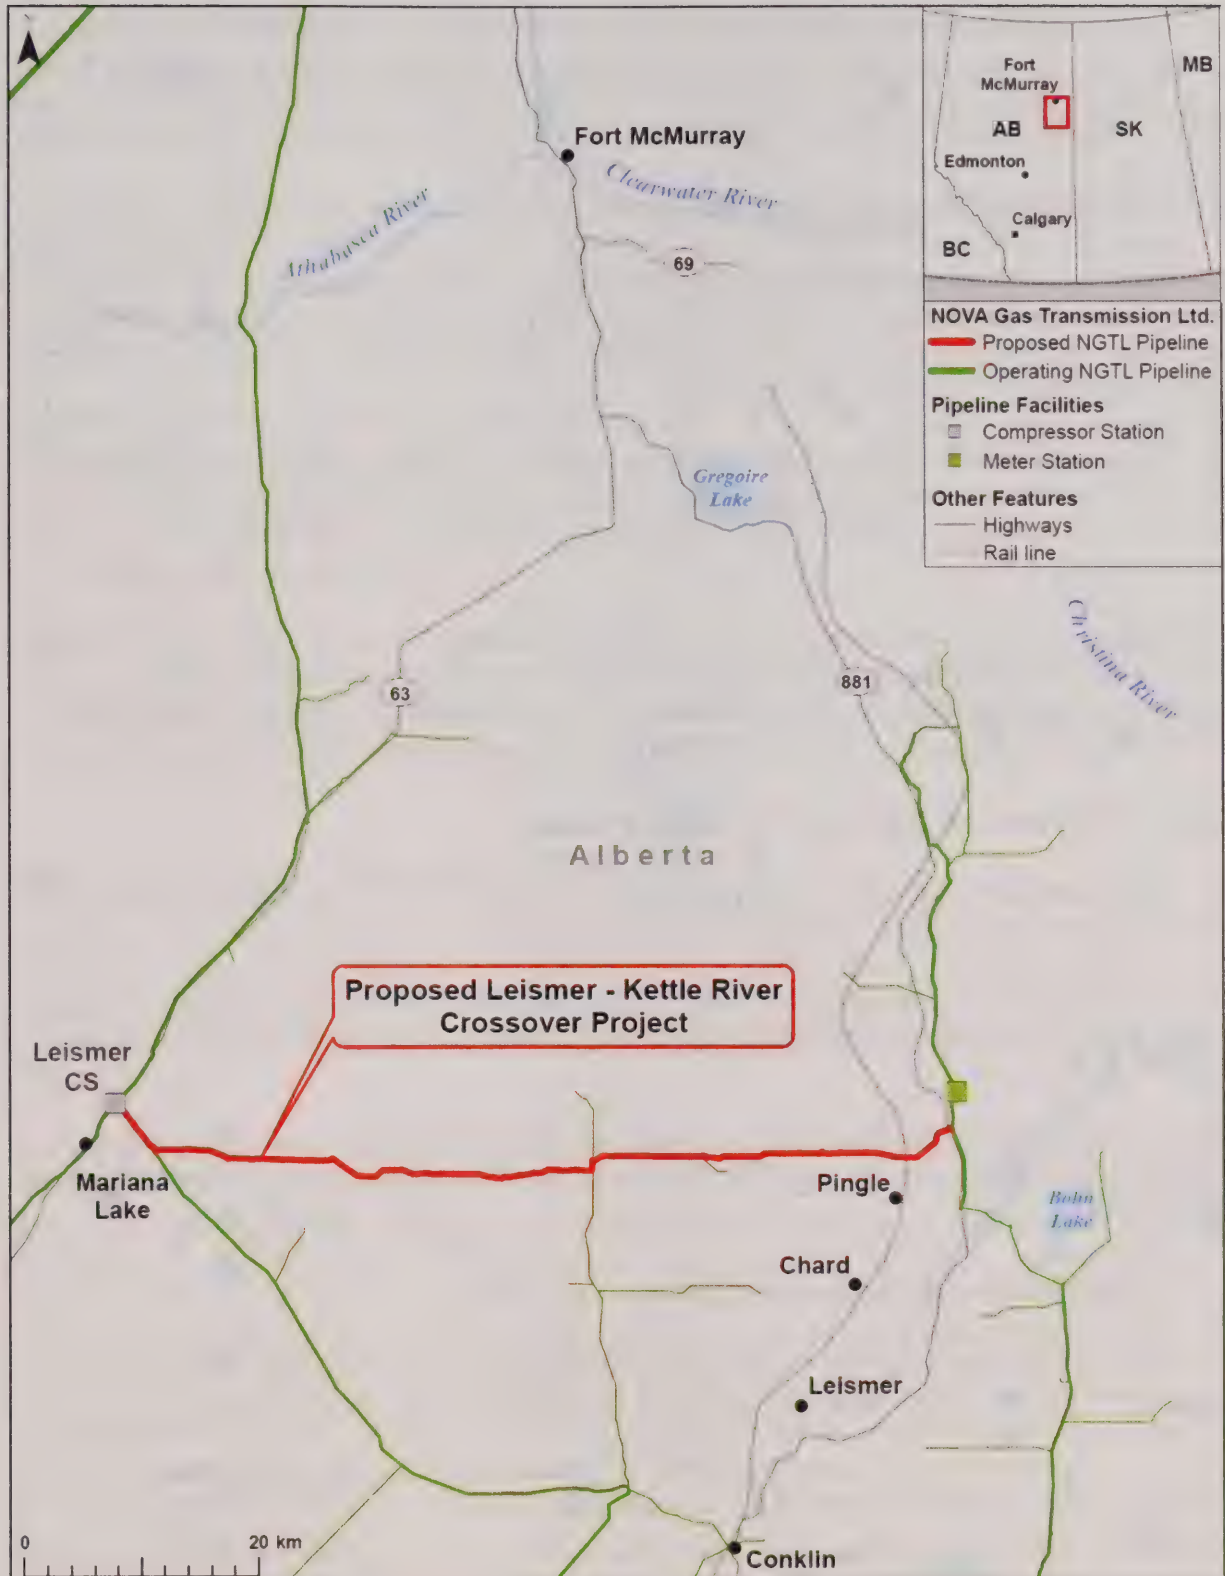 Fort McMurray
Clearwater River
Athabasca River
69
Fort
McMurray
MB
AB
SK
Edmonton
Calgary
BC
NOVA Gas Transmission Ltd.
Proposed NGTL Pipeline
Operating NGTL Pipeline
Pipeline Facilities
Compressor Station
Meter Station
Other Features
Highways
Rail line
Gregoire
Lake
Christina River
63
881
Alberta
Proposed Leismer - Kettle River
Crossover Project
Leismer
CS
Mariana
Lake
Pingle
Bohn
Lake
Chard
Leismer
Conklin
0
20 km